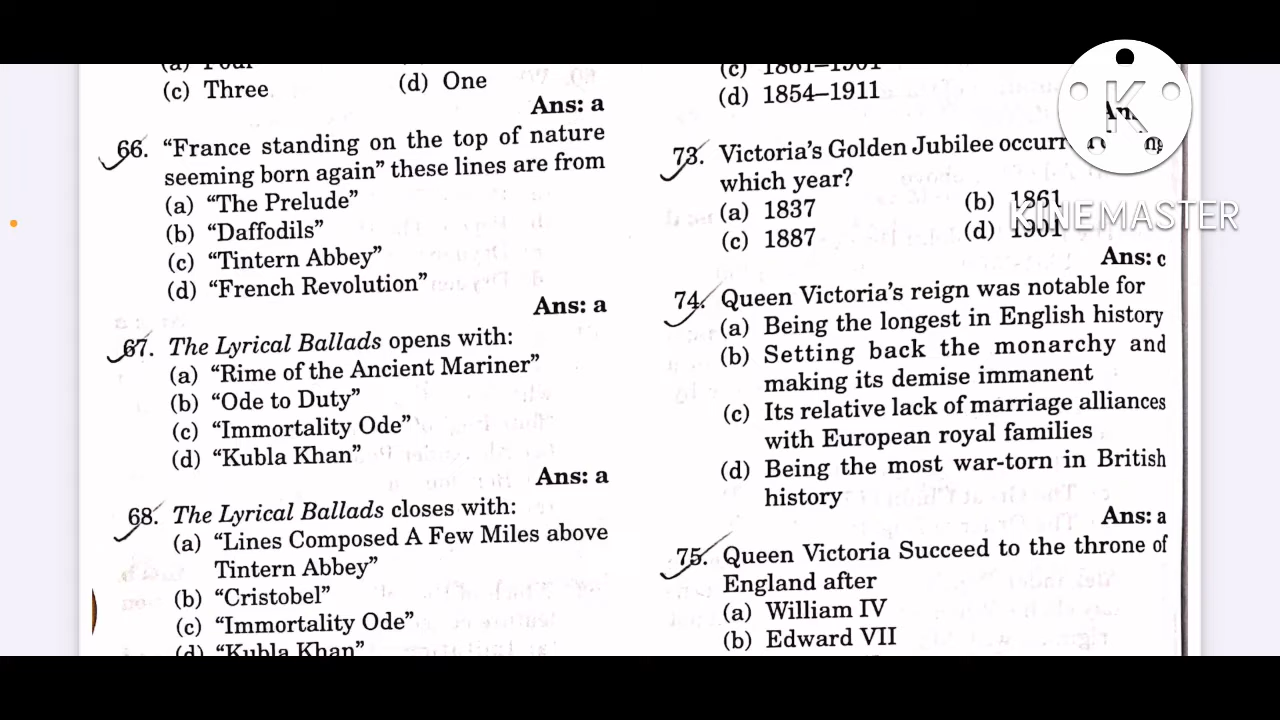 (a) Four
(c) Three (d) One
Ans: a
66. “France standing on the top of nature
seeming born again” these lines are from
(a) “The Prelude”
(b) “Daffodils”
(c) “Tintern Abbey”
(d) “French Revolution”
Ans: a
67. The Lyrical Ballads opens with:
(a) “Rime of the Ancient Mariner”
(b) “Ode to Duty”
(c) “Immortality Ode”
(d) “Kubla Khan”
Ans: a
68. The Lyrical Ballads closes with:
(a) “Lines Composed A Few Miles above
Tintern Abbey”
(b) “Cristobel”
(c) “Immortality Ode”
(d) “Kubla Khan”
(c) 1861–1901
(d) 1854–1911
73. Victoria’s Golden Jubilee
which year?
(a) 1837 (b) 1861
(c) 1887 (d) 1901
Ans: c
74. Queen Victoria’s reign was notable for
(a) Being the longest in English history
(b) Setting back the monarchy and
making its demise immanent
(c) Its relative lack of marriage alliances
with European royal families
(d) Being the most war-torn in British
history
Ans: a
75. Queen Victoria Succeed to the throne of
England after
(a) William IV
(b) Edward VII
K
KINEMASTER